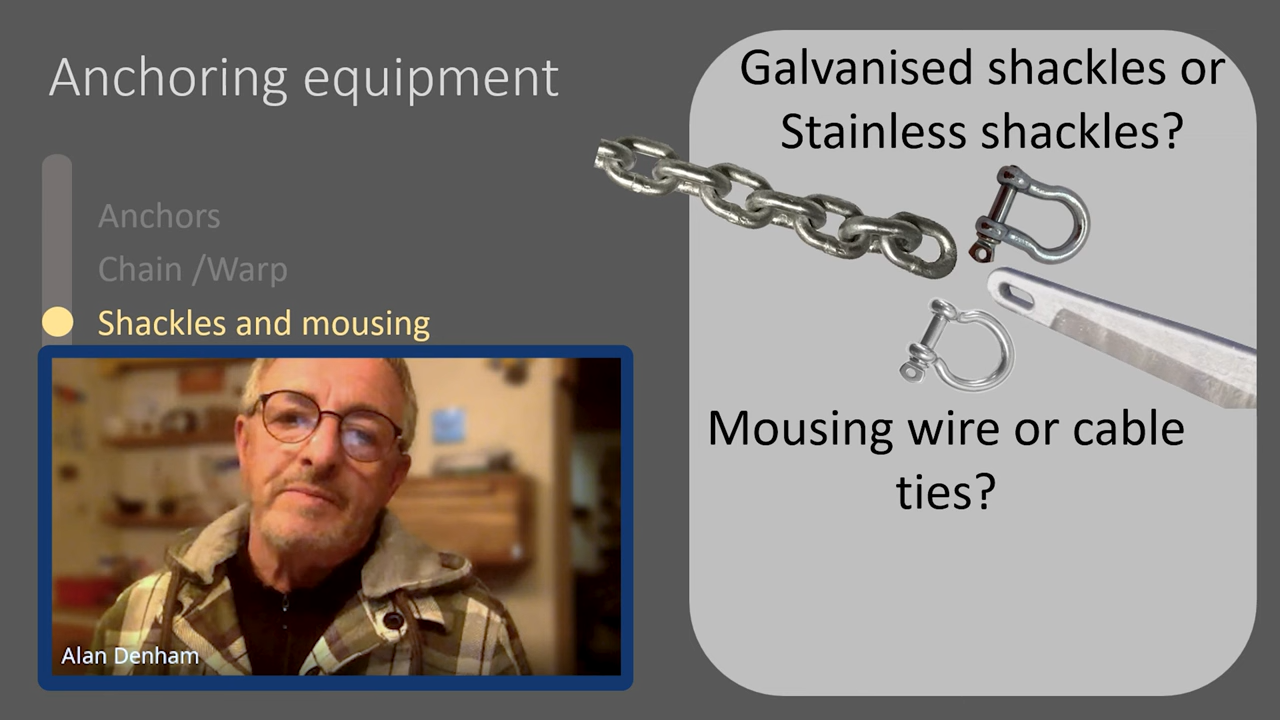 Anchoring equipment
Anchors
Chain /Warp
Shackles and mousing
Alan Denham
Galvanised shackles or
Stainless shackles?
Mousing wire or cable
ties?